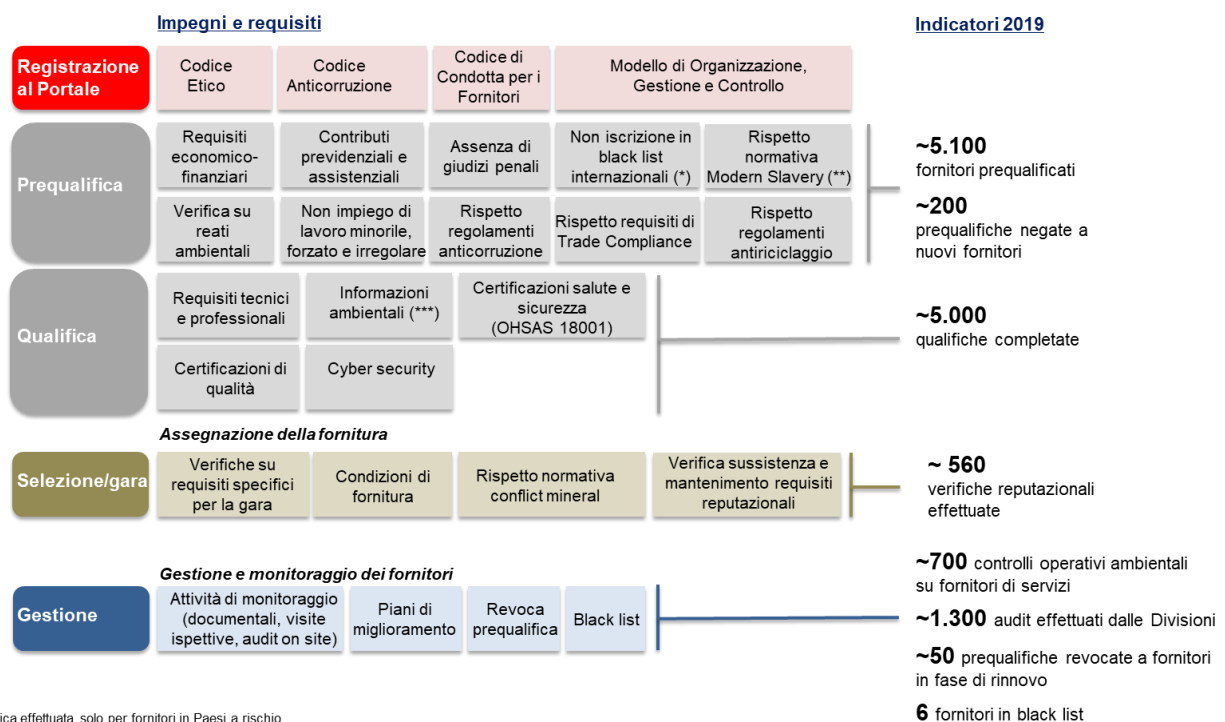 Impegni e requisiti
Indicatori 2019
Registrazione
al Portale
Codice
Etico
Codice
Anticorruzione
Codice di
Condotta per i
Fornitori
Modello di Organizzazione,
Gestione e Controllo
Prequalifica
Requisiti
economico-
finanziari
Contributi
previdenziali e
assistenziali
Assenza di
giudizi penali
Non iscrizione in
black list
internazionali (*)
Rispetto
normativa
Modern Slavery (**)
Verifica su
reati
ambientali
Non impiego di
lavoro minorile,
forzato e irregolare
Rispetto
regolamenti
anticorruzione
Rispetto requisiti di
Trade Compliance
Rispetto
regolamenti
antiriciclaggio
~5.100
fornitori prequalificati
~200
prequalifiche negate a
nuovi fornitori
Qualifica
Requisiti tecnici
e professionali
Informazioni
ambientali (***)
Certificazioni salute e
sicurezza
(OHSAS 18001)
Certificazioni di
qualità
Cyber security
~5.000
qualifiche completate
Assegnazione della fornitura
Selezione/gara
Verifiche su
requisiti specifici
per la gara
Condizioni di
fornitura
Rispetto normativa
conflict mineral
Verifica sussistenza e
mantenimento requisiti
reputazionali
~ 560
verifiche reputazionali
effettuate
Gestione e monitoraggio dei fornitori
Gestione
Attività di monitoraggio
(documentali, visite
ispettive, audit on site)
Piani di
miglioramento
Revoca
prequalifica
Black list
~700 controlli operativi ambientali
su fornitori di servizi
~1.300 audit effettuati dalle Divisioni
~50 prequalifiche revocate a fornitori
in fase di rinnovo
6 fornitori in black list
effettuata solo per fornitori in Paesi a rischio